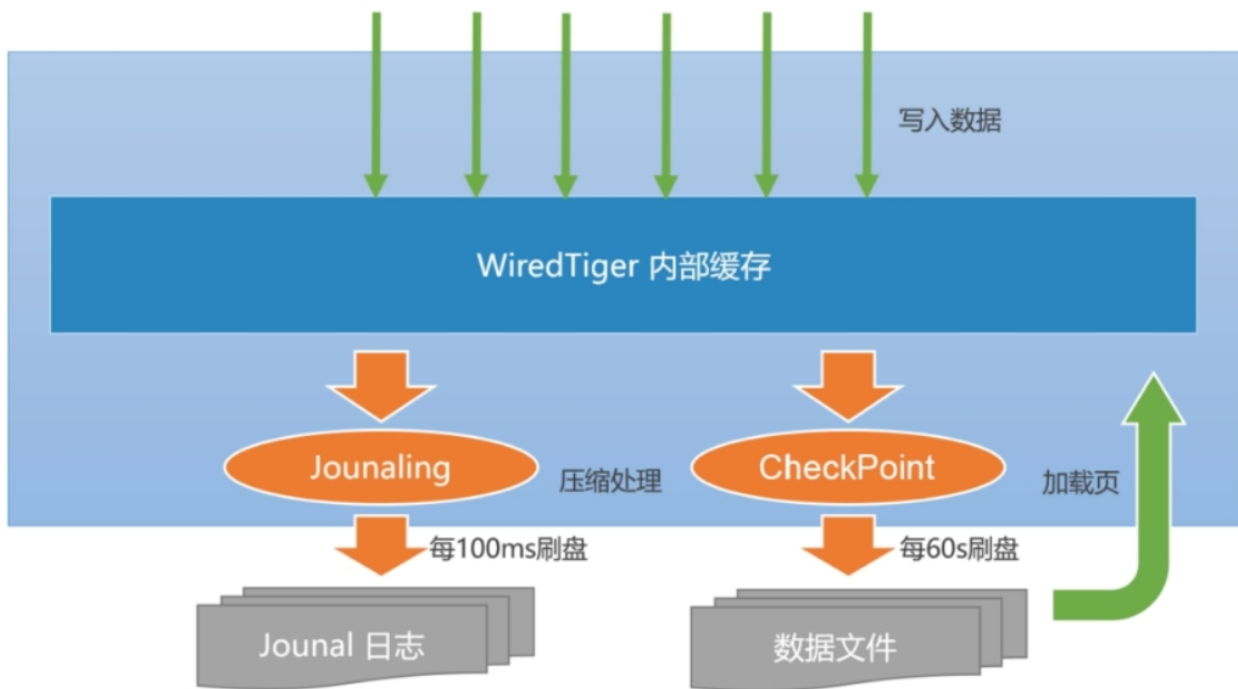 写入数据
WiredTiger 内部缓存
Jounaling
压缩处理
CheckPoint
加载页
每100ms刷盘
每60s刷盘
Jounal 日志
数据文件